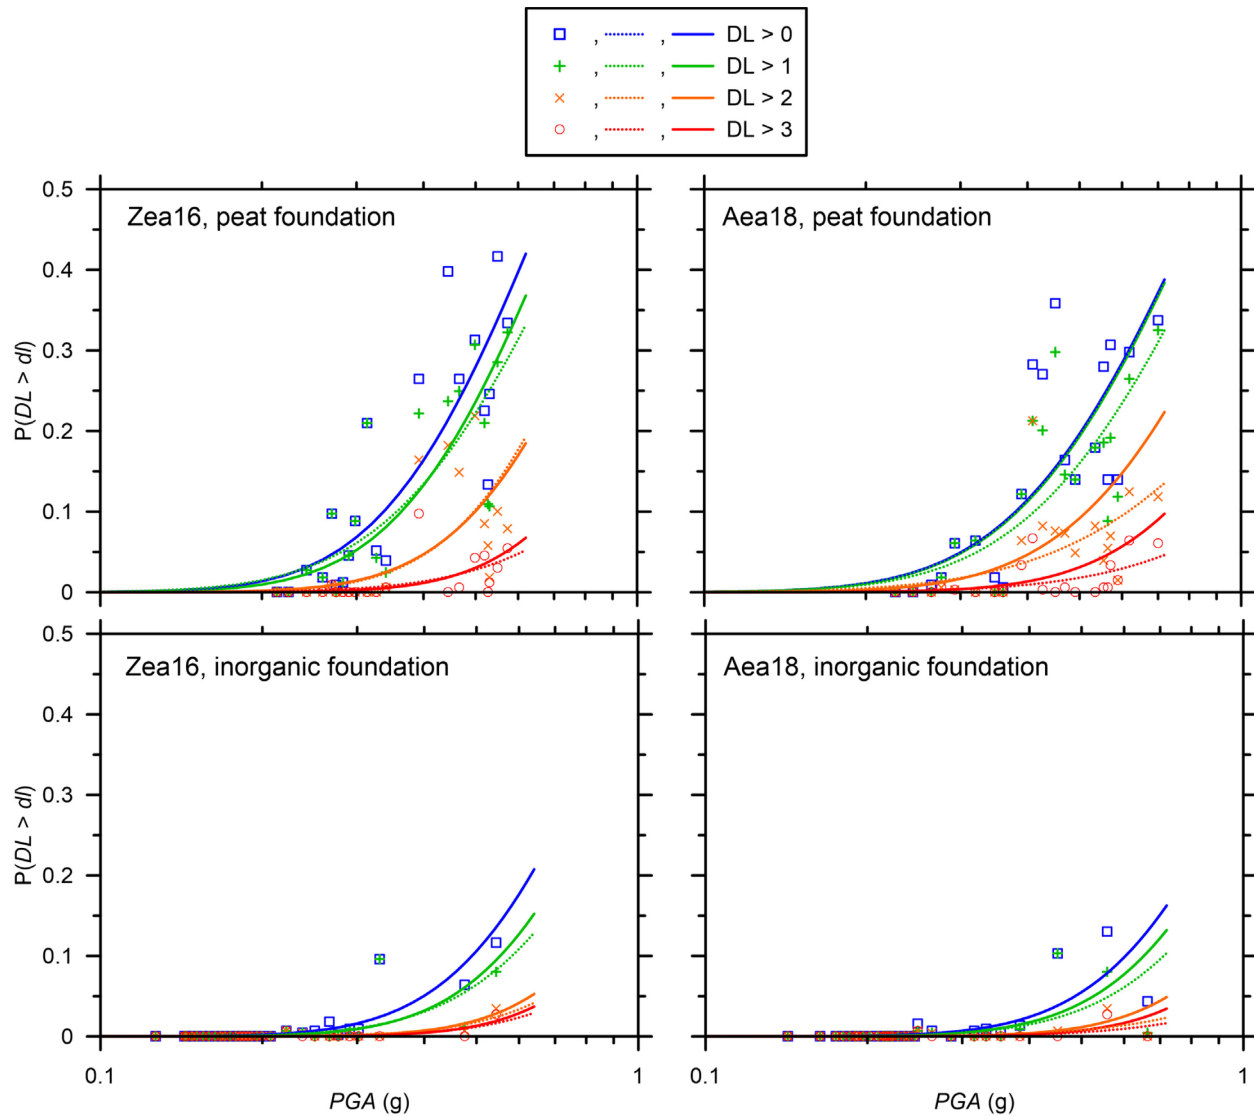 , , DL > 0
, , DL > 1
, , DL > 2
, , DL > 3
Zea16, peat foundation
0.5
0.4
0.3
0.2
0.1
0
P(DL > dl)
Aea18, peat foundation
Zea16, inorganic foundation
0.5
0.4
0.3
0.2
0.1
0
P(DL > dl)
0.1
1
PGA (g)
Aea18, inorganic foundation
0.1
1
PGA (g)